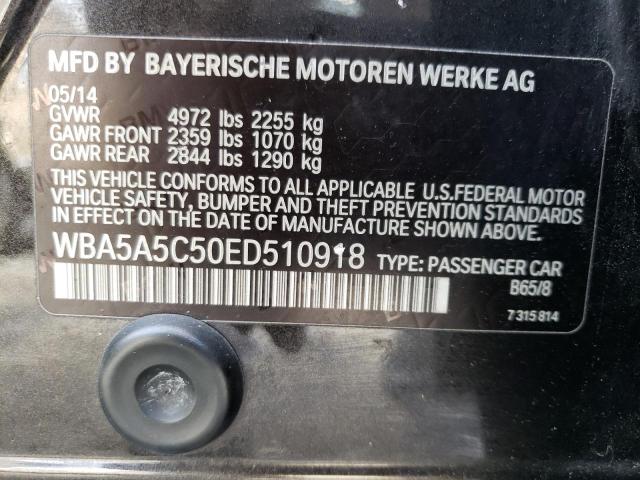 MFD BY BAYERISCHE MOTOREN WERKE AG
05/14
GVWR 4972 lbs 2255 kg
GAWR FRONT 2359 lbs 1070 kg
GAWR REAR 2844 lbs 1290 kg
THIS VEHICLE CONFORMS TO ALL APPLICABLE U.S.FEDERAL MOTOR
VEHICLE SAFETY, BUMPER AND THEFT PREVENTION STANDARDS
IN EFFECT ON THE DATE OF MANUFACTURE SHOWN ABOVE.
WBA5A5C50ED510918 TYPE: PASSENGER CAR
B65/8
7 315 814